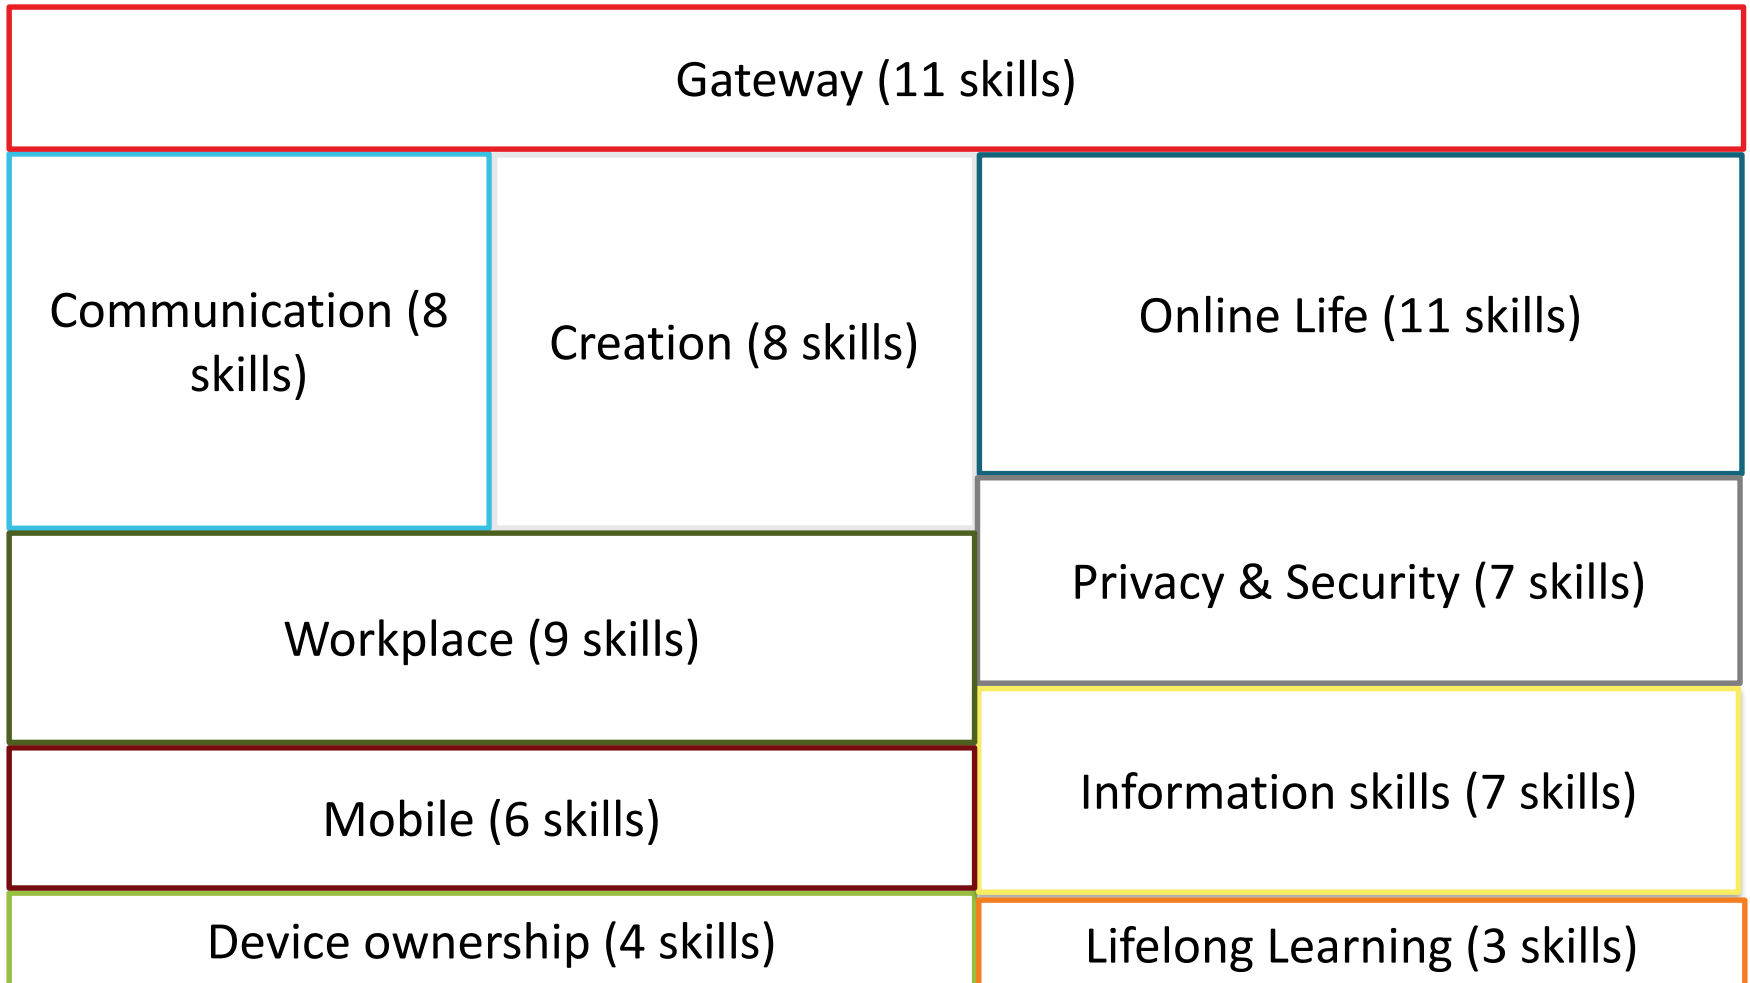 Gateway (11 skills)
Communication (8
skills)
Creation (8 skills)
Online Life (11 skills)
Workplace (9 skills)
Privacy & Security (7 skills)
Mobile (6 skills)
Information skills (7 skills)
Device ownership (4 skills)
Lifelong Learning (3 skills)